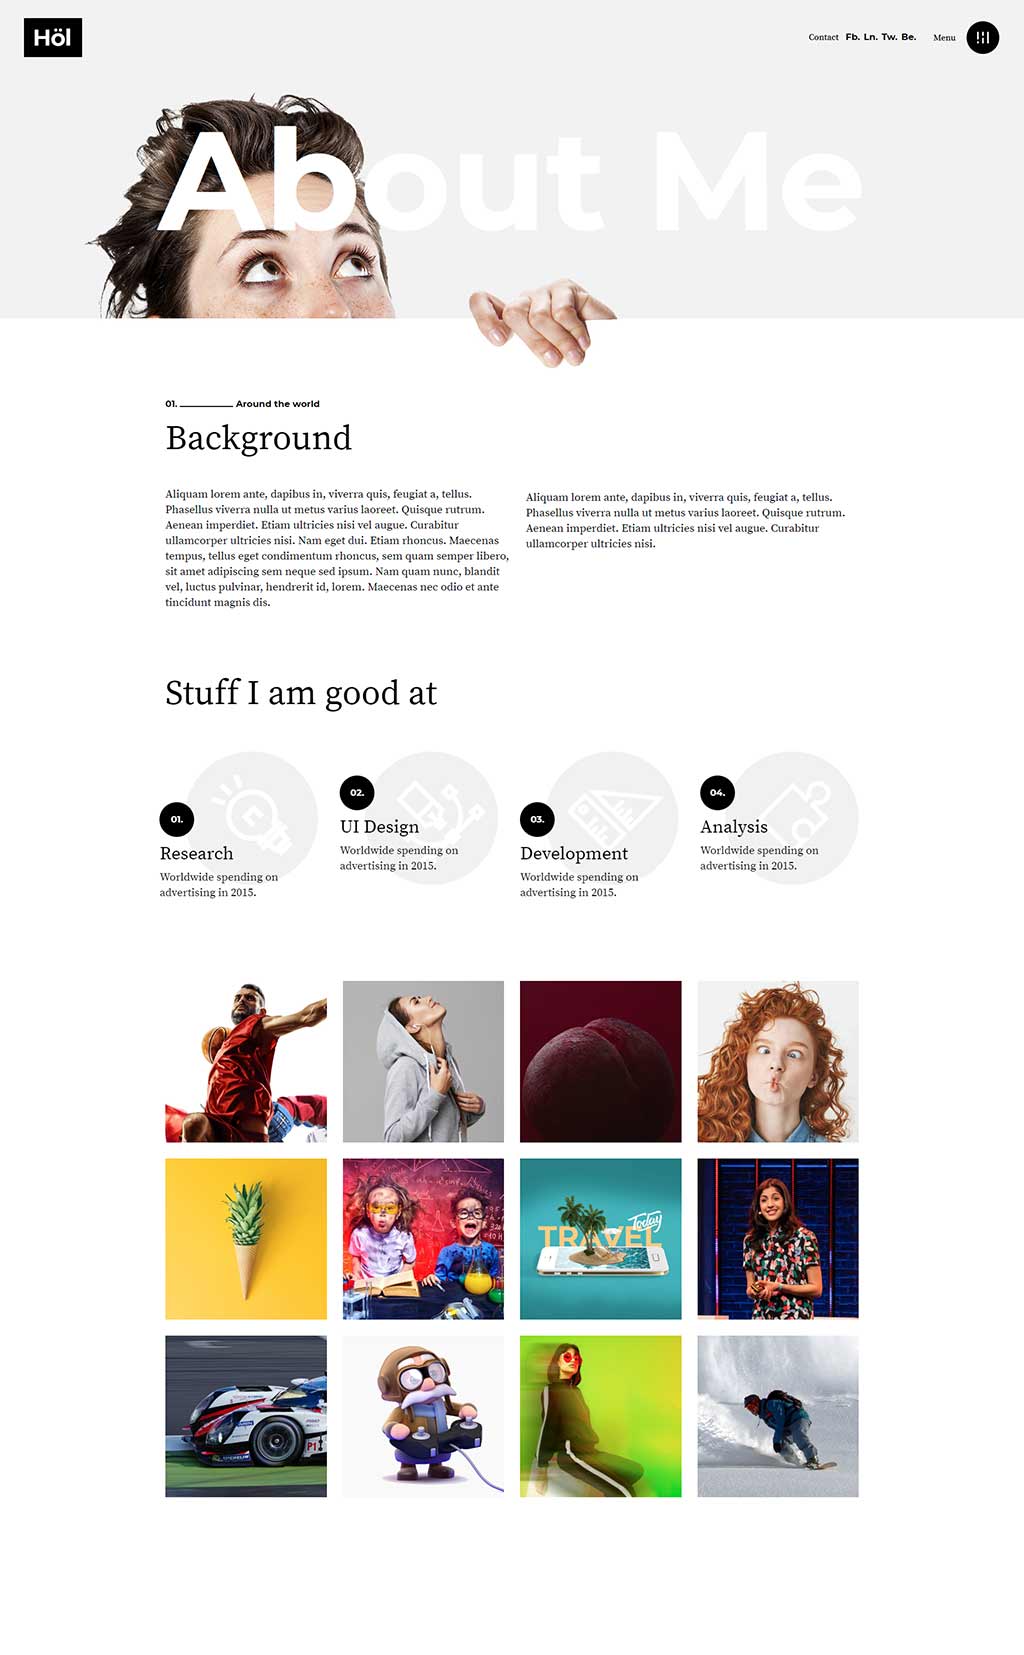 Höl
Contact Fb. Ln. Tw. Be. Menu
About Me
01. Around the world
Background
Aliquam lorem ante, dapibus in, viverra quis, feugiat a, tellus.
Phasellus viverra nulla ut metus varius laoreet. Quisque rutrum.
Aenean imperdiet. Etiam ultricies nisi vel augue. Curabitur
ullamcorper ultricies nisi. Nam eget dui. Etiam rhoncus. Maecenas
tempus, tellus eget condimentum rhoncus, sem quam semper libero,
sit amet adipiscing sem neque sed ipsum. Nam quam nunc, blandit
vel, luctus pulvinar, hendrerit id, lorem. Maecenas nec odio et ante
tincidunt magnis dis.
Aliquam lorem ante, dapibus in, viverra quis, feugiat a, tellus.
Phasellus viverra nulla ut metus varius laoreet. Quisque rutrum.
Aenean imperdiet. Etiam ultricies nisi vel augue. Curabitur
ullamcorper ultricies nisi.
Stuff I am good at
01.
Research
Worldwide spending on
advertising in 2015.
02.
UI Design
Worldwide spending on
advertising in 2015.
03.
Development
Worldwide spending on
advertising in 2015.
04.
Analysis
Worldwide spending on
advertising in 2015.
Today
TRAVEL
P1